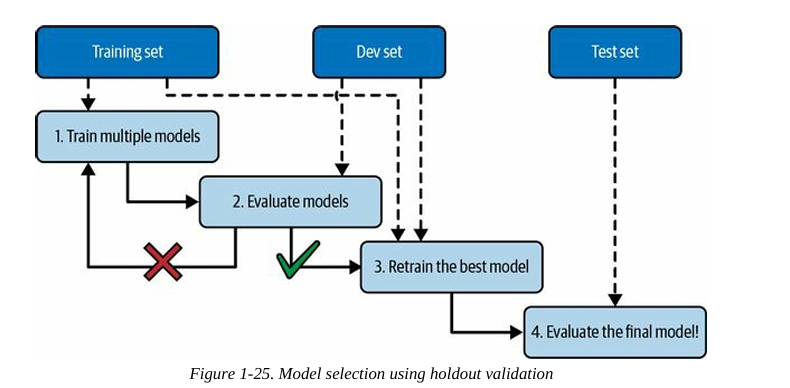 Training set
Dev set
Test set
1. Train multiple models
2. Evaluate models
3. Retrain the best model
4. Evaluate the final model!
Figure 1-25. Model selection using holdout validation